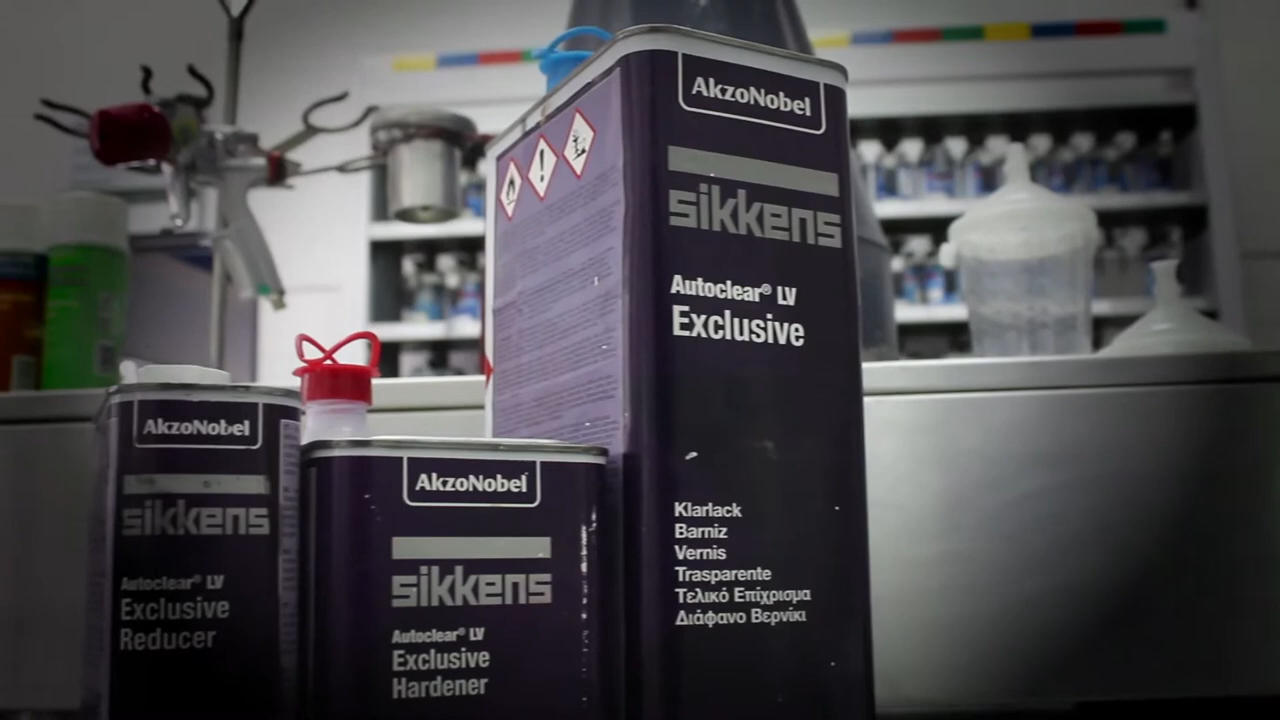 AkzoNobel
sikkens
Autoclear® LV
Exclusive
Klarlack
Barniz
Vernis
Trasparente
Τελικό Επίχρισμα
Διάφανο Βερνίκι
AkzoNobel
sikkens
Autoclear® LV
Exclusive
Reducer
AkzoNobel
sikkens
Autoclear® LV
Exclusive
Hardener